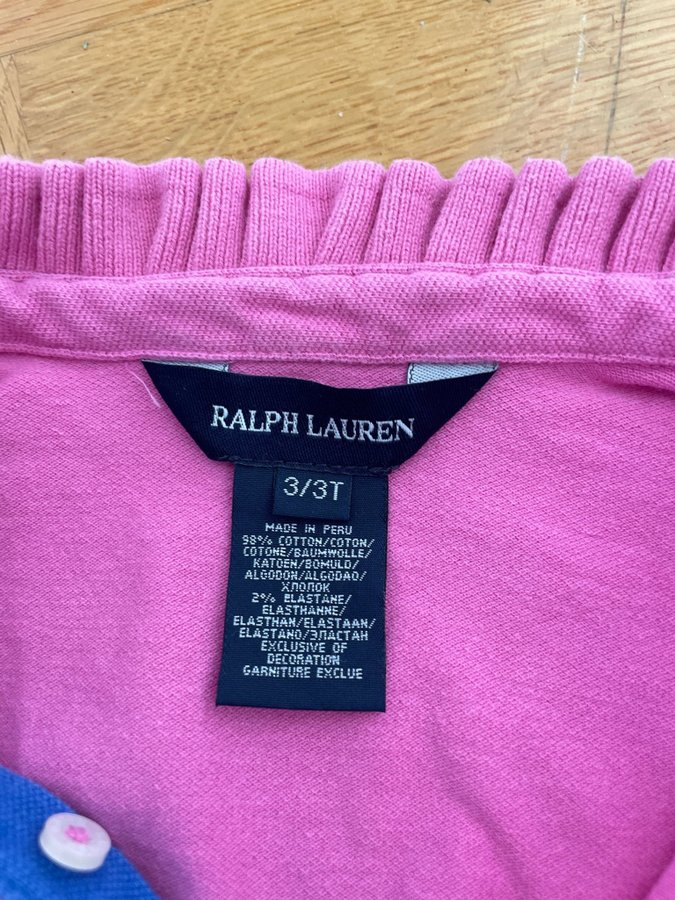 RALPH LAUREN
3/3T
MADE IN PERU
98% COTTON/COTON/
COTONE/BAUMWOLLE/
KATOEN/BOMULD/
ALGODON/ALGODAO/
ХЛОПОК
2% ELASTANE/
ELASTHANNE/
ELASTHAN/ELASTAAN/
ELASTANO/ЭЛАСТАН
EXCLUSIVE OF
DECORATION
GARNITURE EXCLUE